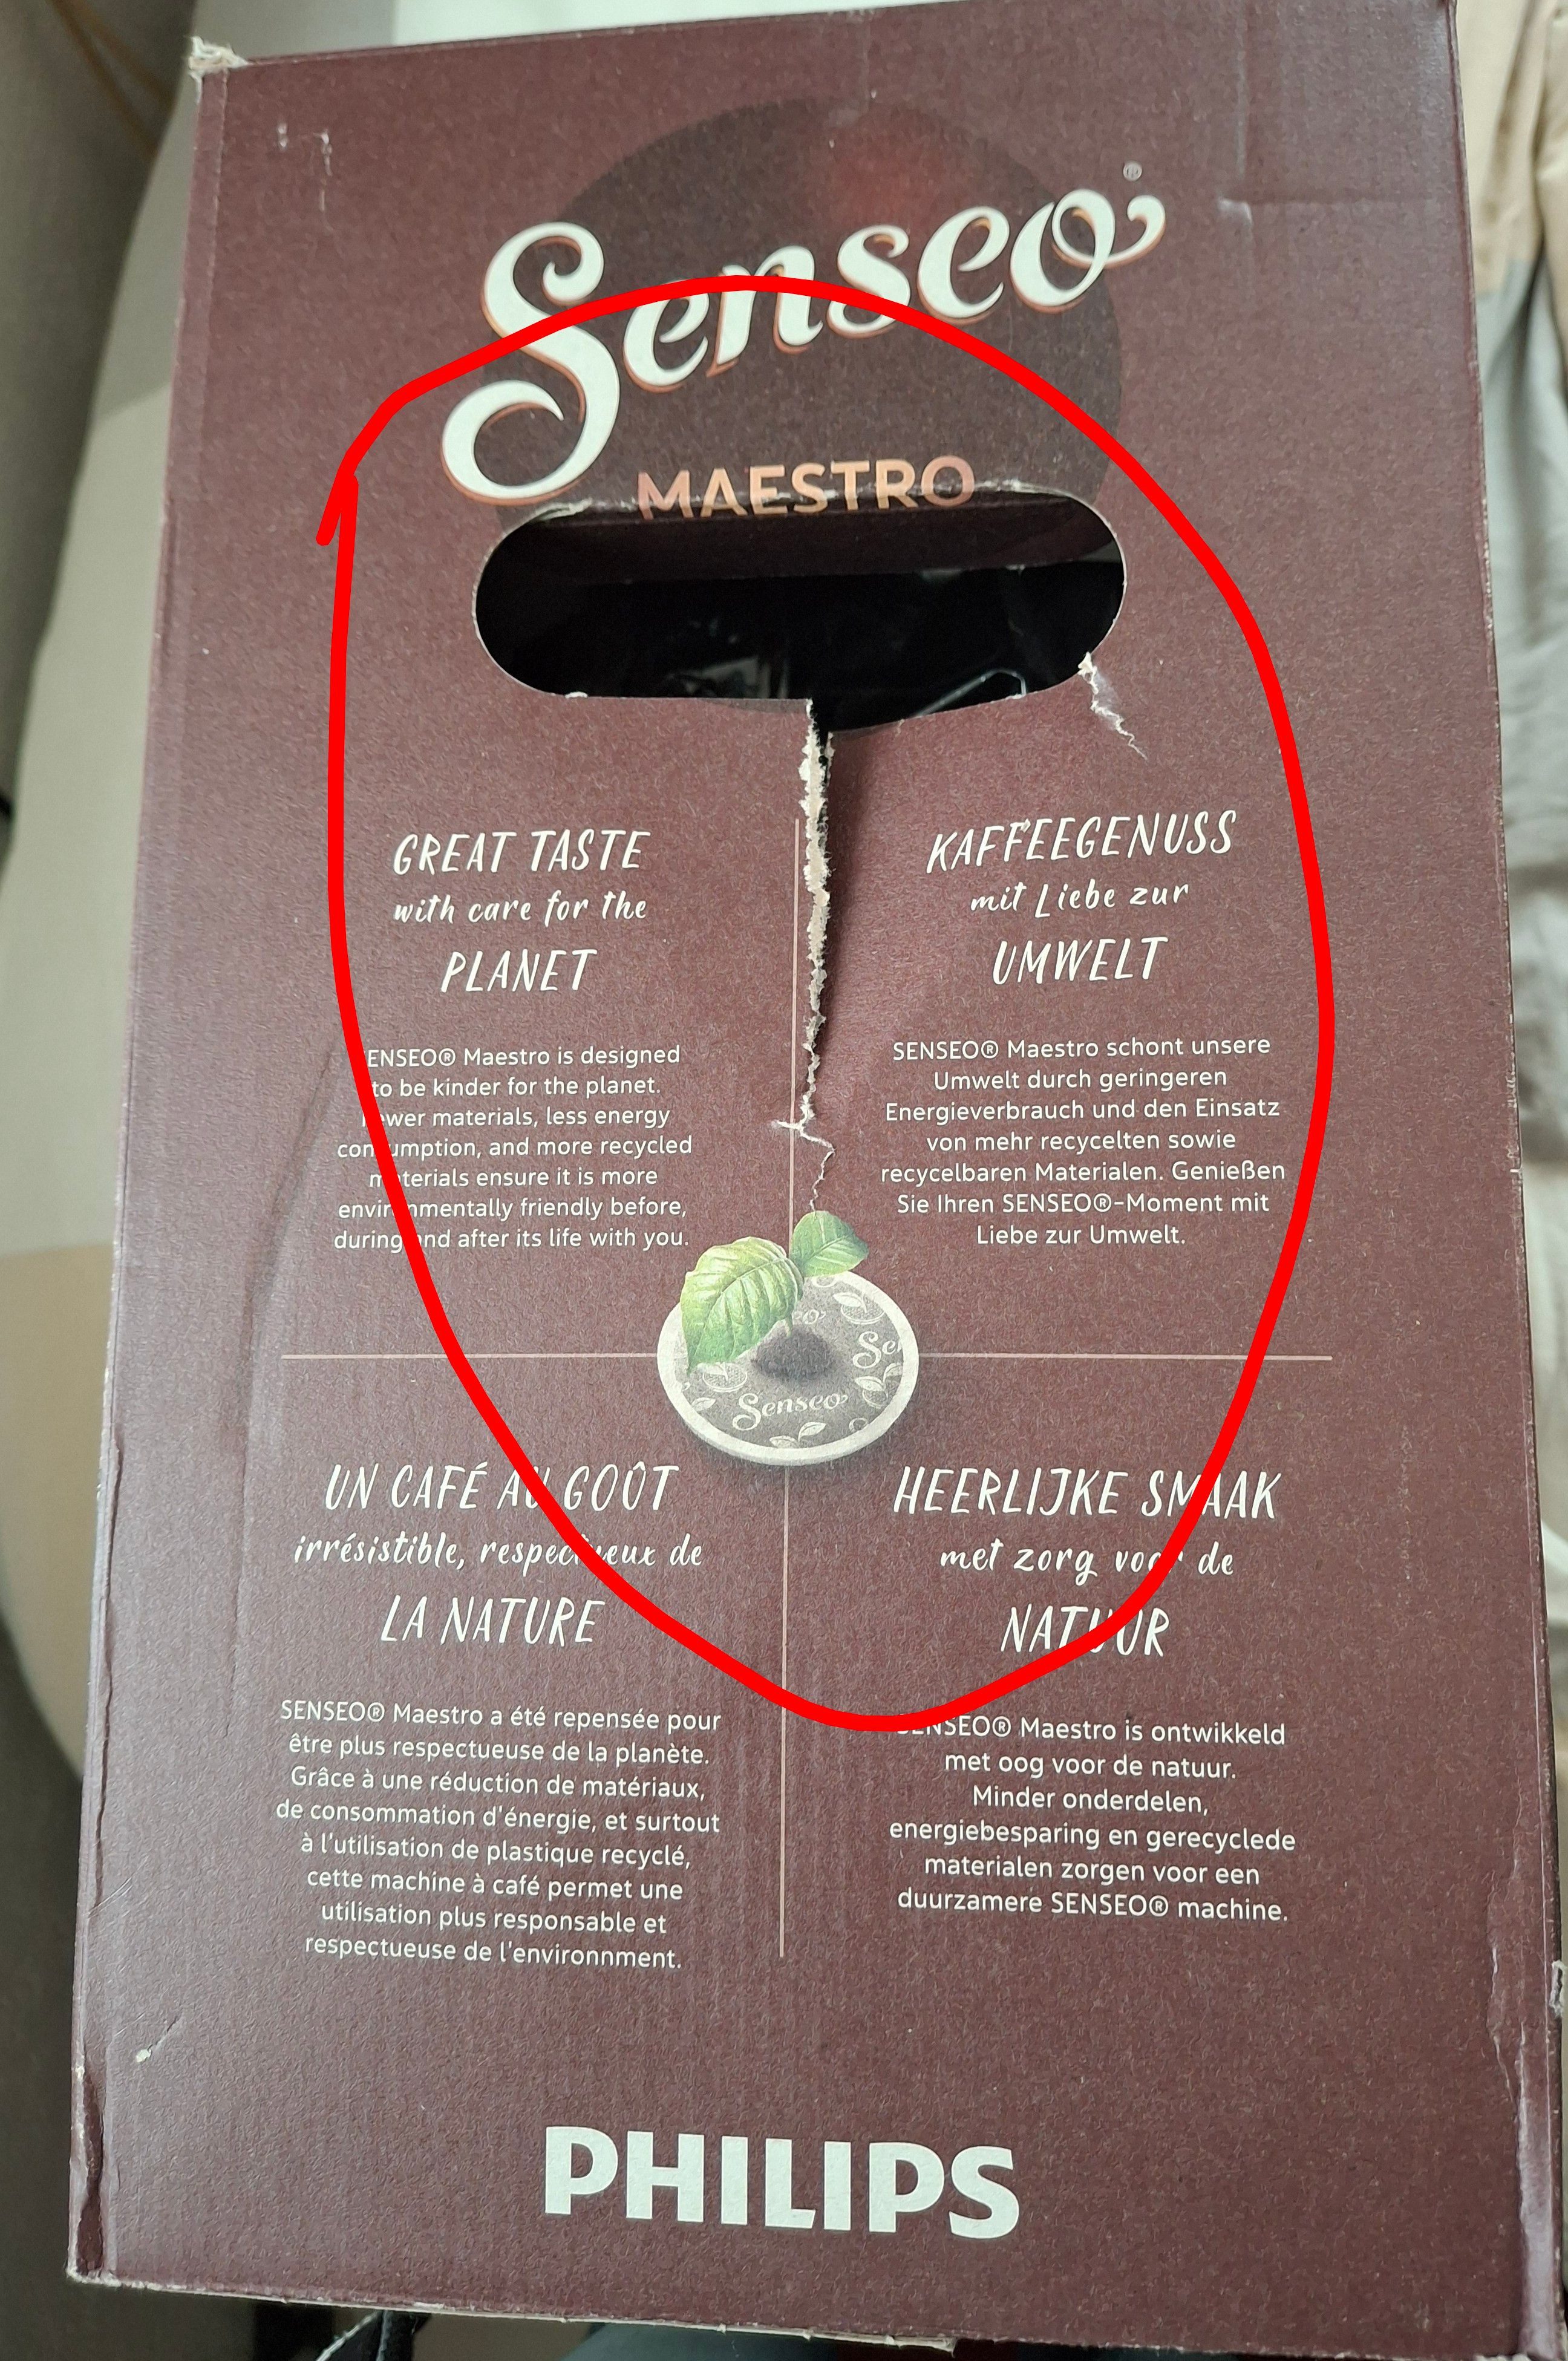 Senseo®
MAESTRO
GREAT TASTE
with care for the
PLANET
ENSEO® Maestro is designed
to be kinder for the planet.
ewer materials, less energy
con umption, and more recycled
m terials ensure it is more
envir nmentally friendly before,
during and after its life with you.
KAFFEEGENUSS
mit Liebe zur
UMWELT
SENSEO® Maestro schont unsere
Umwelt durch geringeren
Energieverbrauch und den Einsatz
von mehr recycelten sowie
recycelbaren Materialen. Genießen
Sie Ihren SENSEO®-Moment mit
Liebe zur Umwelt.
Senseo
UN CAFÉ AU GOÛT
irrésistible, respectueux de
LA NATURE
SENSEO® Maestro a été repensée pour
être plus respectueuse de la planète.
Grâce à une réduction de matériaux,
de consommation d'énergie, et surtout
à l'utilisation de plastique recyclé,
cette machine à café permet une
utilisation plus responsable et
respectueuse de l'environnment.
HEERLIJKE SMAAK
met zorg voor de
NATUUR
SENSEO® Maestro is ontwikkeld
met oog voor de natuur.
Minder onderdelen,
energiebesparing en gerecyclede
materialen zorgen voor een
duurzamere SENSEO® machine.
PHILIPS